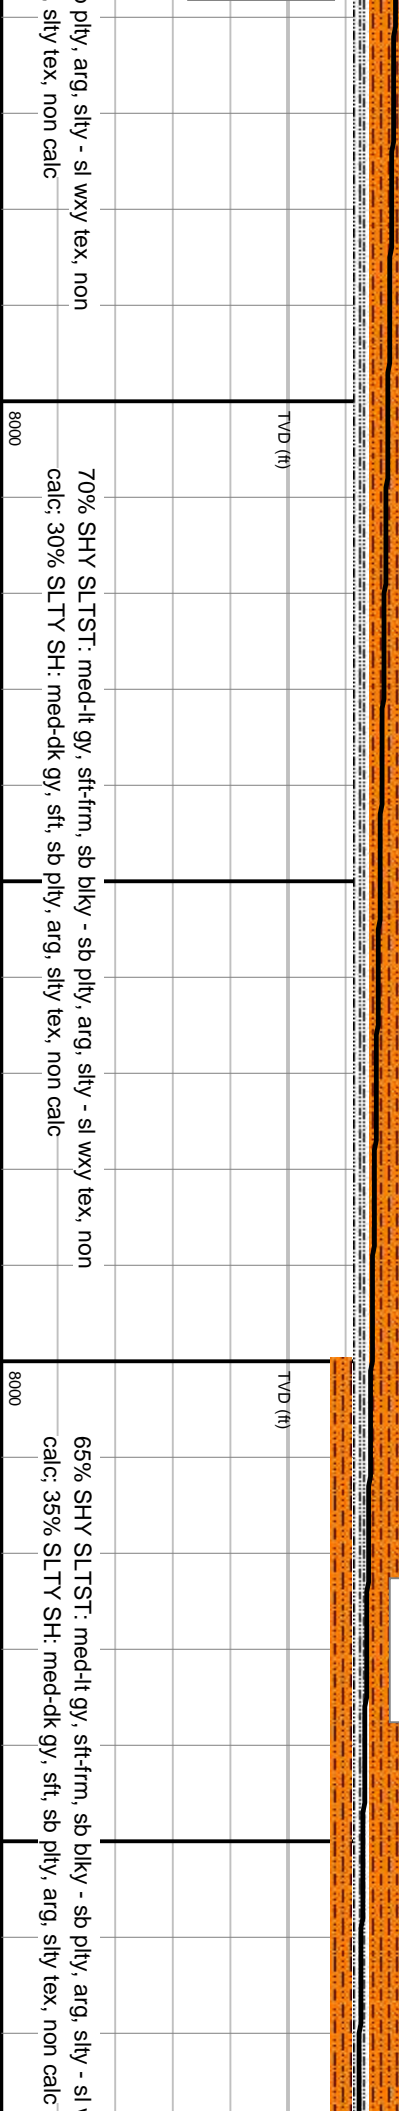 b plty, arg, slty - sl wxy tex, non
, slty tex, non calc
TVD (ft)
8000
70% SHY SLTST: med-lt gy, sft-frm, sb blky - sb plty, arg, slty - sl wxy tex, non
calc; 30% SLTY SH: med-dk gy, sft, sb plty, arg, slty tex, non calc
TVD (ft)
8000
65% SHY SLTST: med-lt gy, sft-frm, sb blky - sb plty, arg, slty - sl
calc; 35% SLTY SH: med-dk gy, sft, sb plty, arg, slty tex, non calc